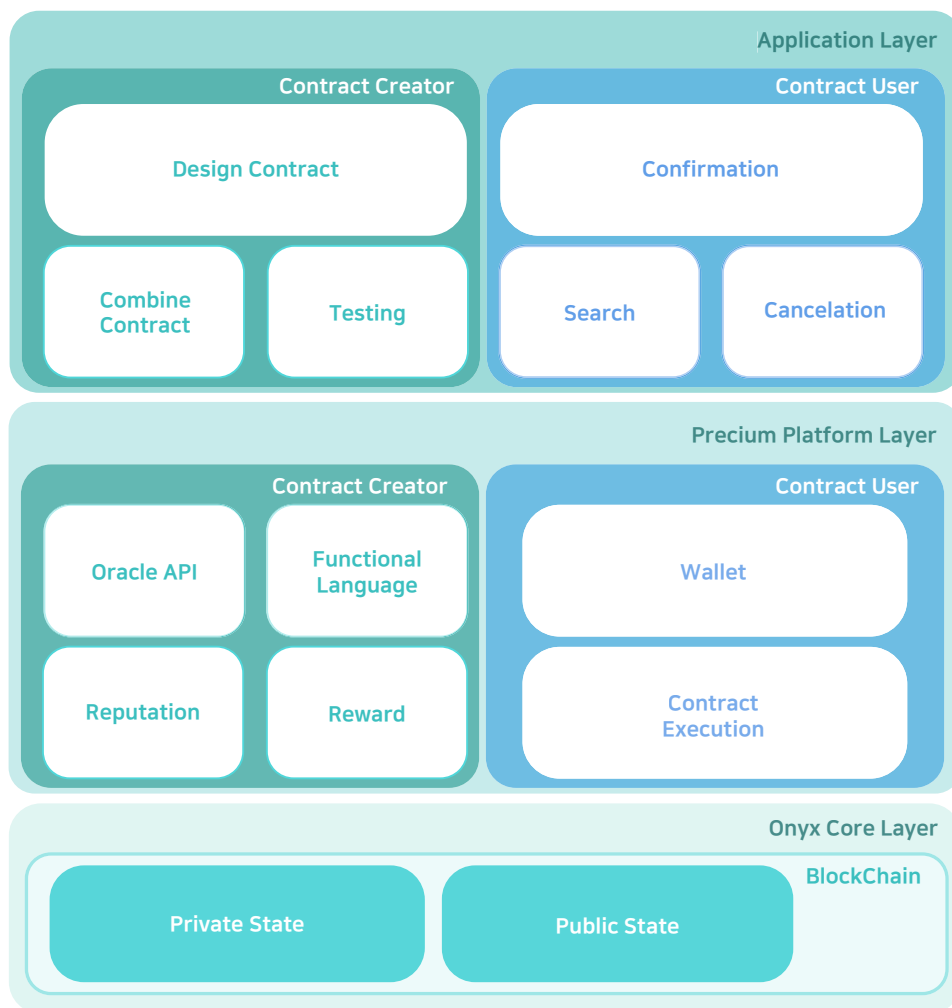 Application Layer
Contract Creator
Design Contract
Combine
Contract
Testing
Contract User
Confirmation
Search
Cancelation
Precium Platform Layer
Contract Creator
Oracle API
Functional
Language
Reputation
Reward
Contract User
Wallet
Contract
Execution
Onyx Core Layer
BlockChain
Private State
Public State